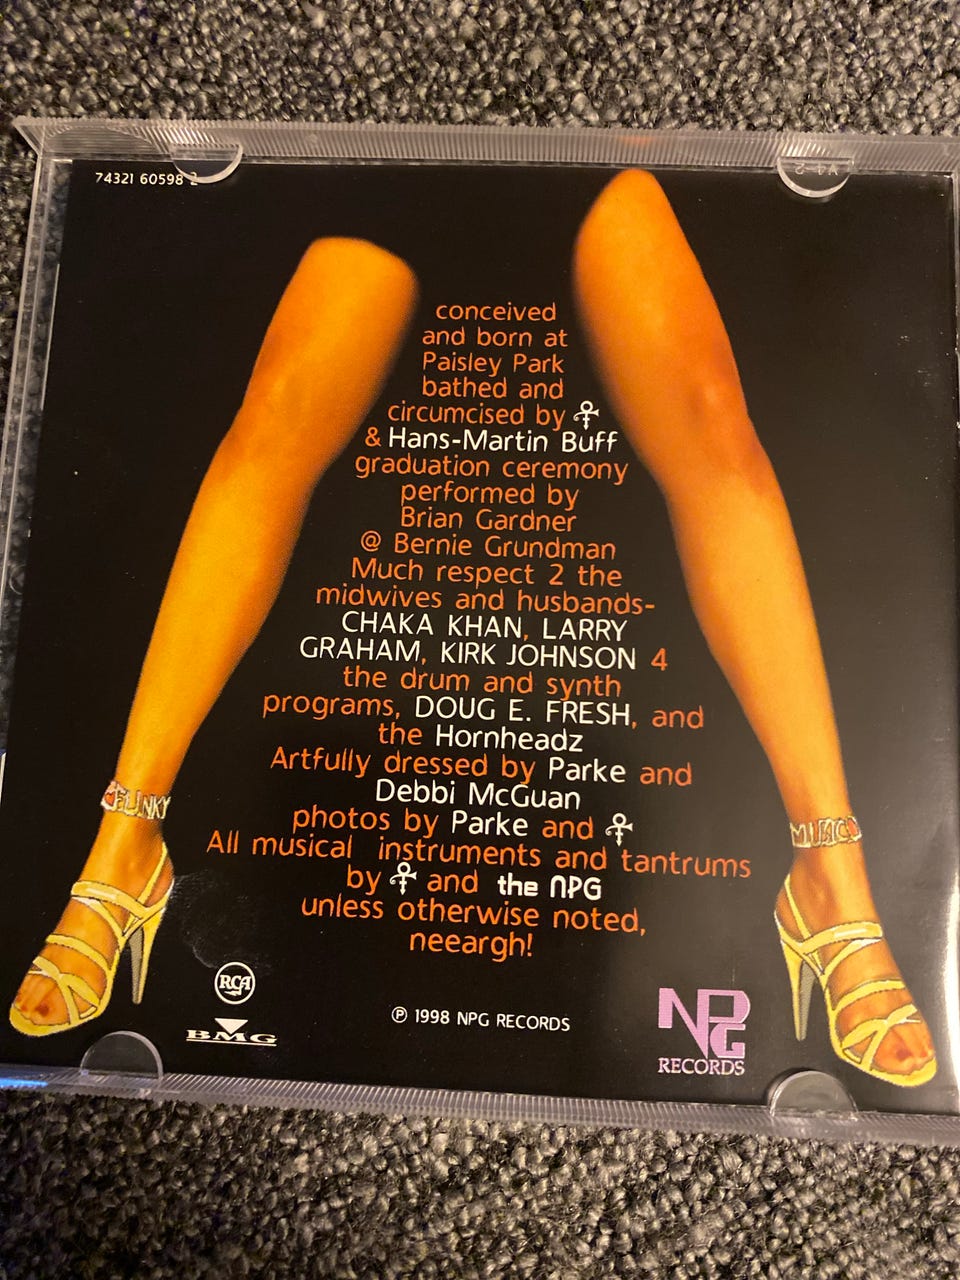 74321 60598 2
conceived
and born at
Paisley Park
bathed and
circumcised by
& Hans-Martin Buff
graduation ceremony
performed by
Brian Gardner
@ Bernie Grundman
Much respect 2 the
midwives and husbands-
CHAKA KHAN, LARRY
GRAHAM, KIRK JOHNSON 4
the drum and synth
programs, DOUG E. FRESH, and
the Hornheadz
Artfully dressed by Parke and
Debbi McGuan
photos by Parke and
All musical instruments and tantrums
by and the NPG
unless otherwise noted,
neeargh!
FUNKY
MUSIC
RCA
BMG
℗ 1998 NPG RECORDS
NPG
RECORDS